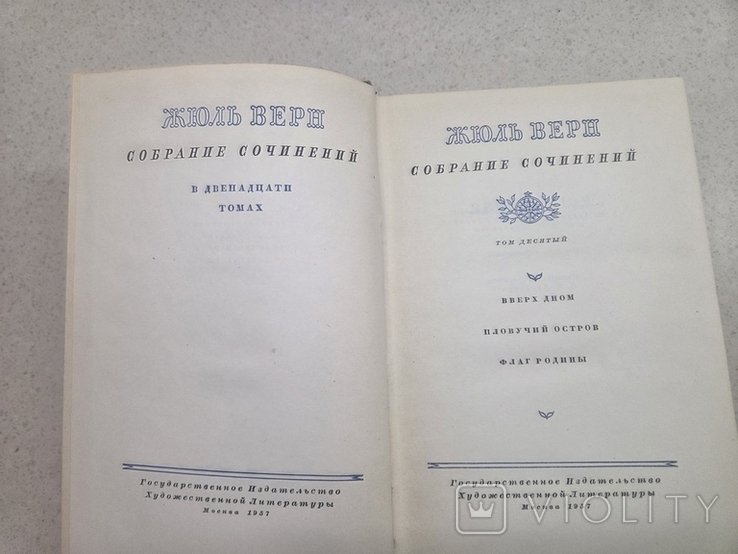 ЖЮЛЬ ВЕРН
СОБРАНИЕ СОЧИНЕНИЙ
В ДВЕНАДЦАТИ
ТОМАХ
Государственное Издательство
Художественной Литературы
Москва 1957
ЖЮЛЬ ВЕРН
СОБРАНИЕ СОЧИНЕНИЙ
ТОМ ДЕСЯТЫЙ
ВВЕРХ ДНОМ
ПЛОВУЧИЙ ОСТРОВ
ФЛАГ РОДИНЫ
Государственное Издательство
Художественной Литературы
Москва 1957
VIOLITY